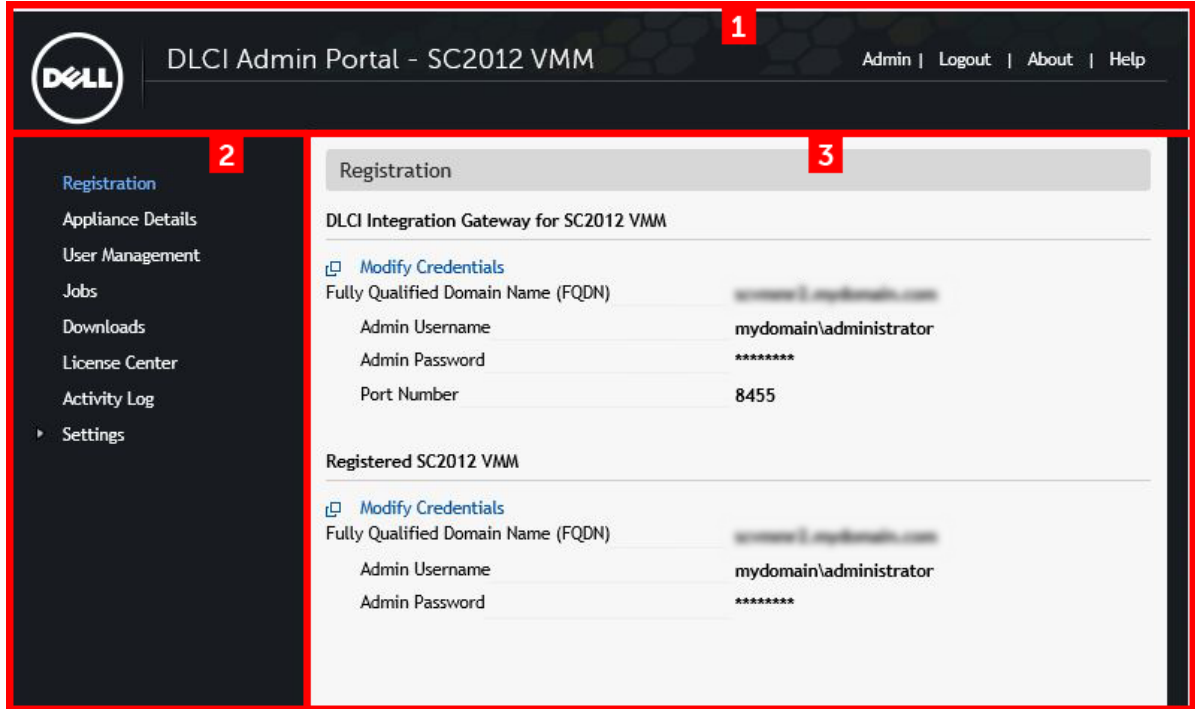 1
DELL
DLCI Admin Portal - SC2012 VMM
Admin | Logout | About | Help
2
Registration
Appliance Details
User Management
Jobs
Downloads
License Center
Activity Log
Settings
3
Registration
DLCI Integration Gateway for SC2012 VMM
Modify Credentials
Fully Qualified Domain Name (FQDN)
Admin Username mydomain\administrator
Admin Password ********
Port Number 8455
Registered SC2012 VMM
Modify Credentials
Fully Qualified Domain Name (FQDN)
Admin Username mydomain\administrator
Admin Password ********